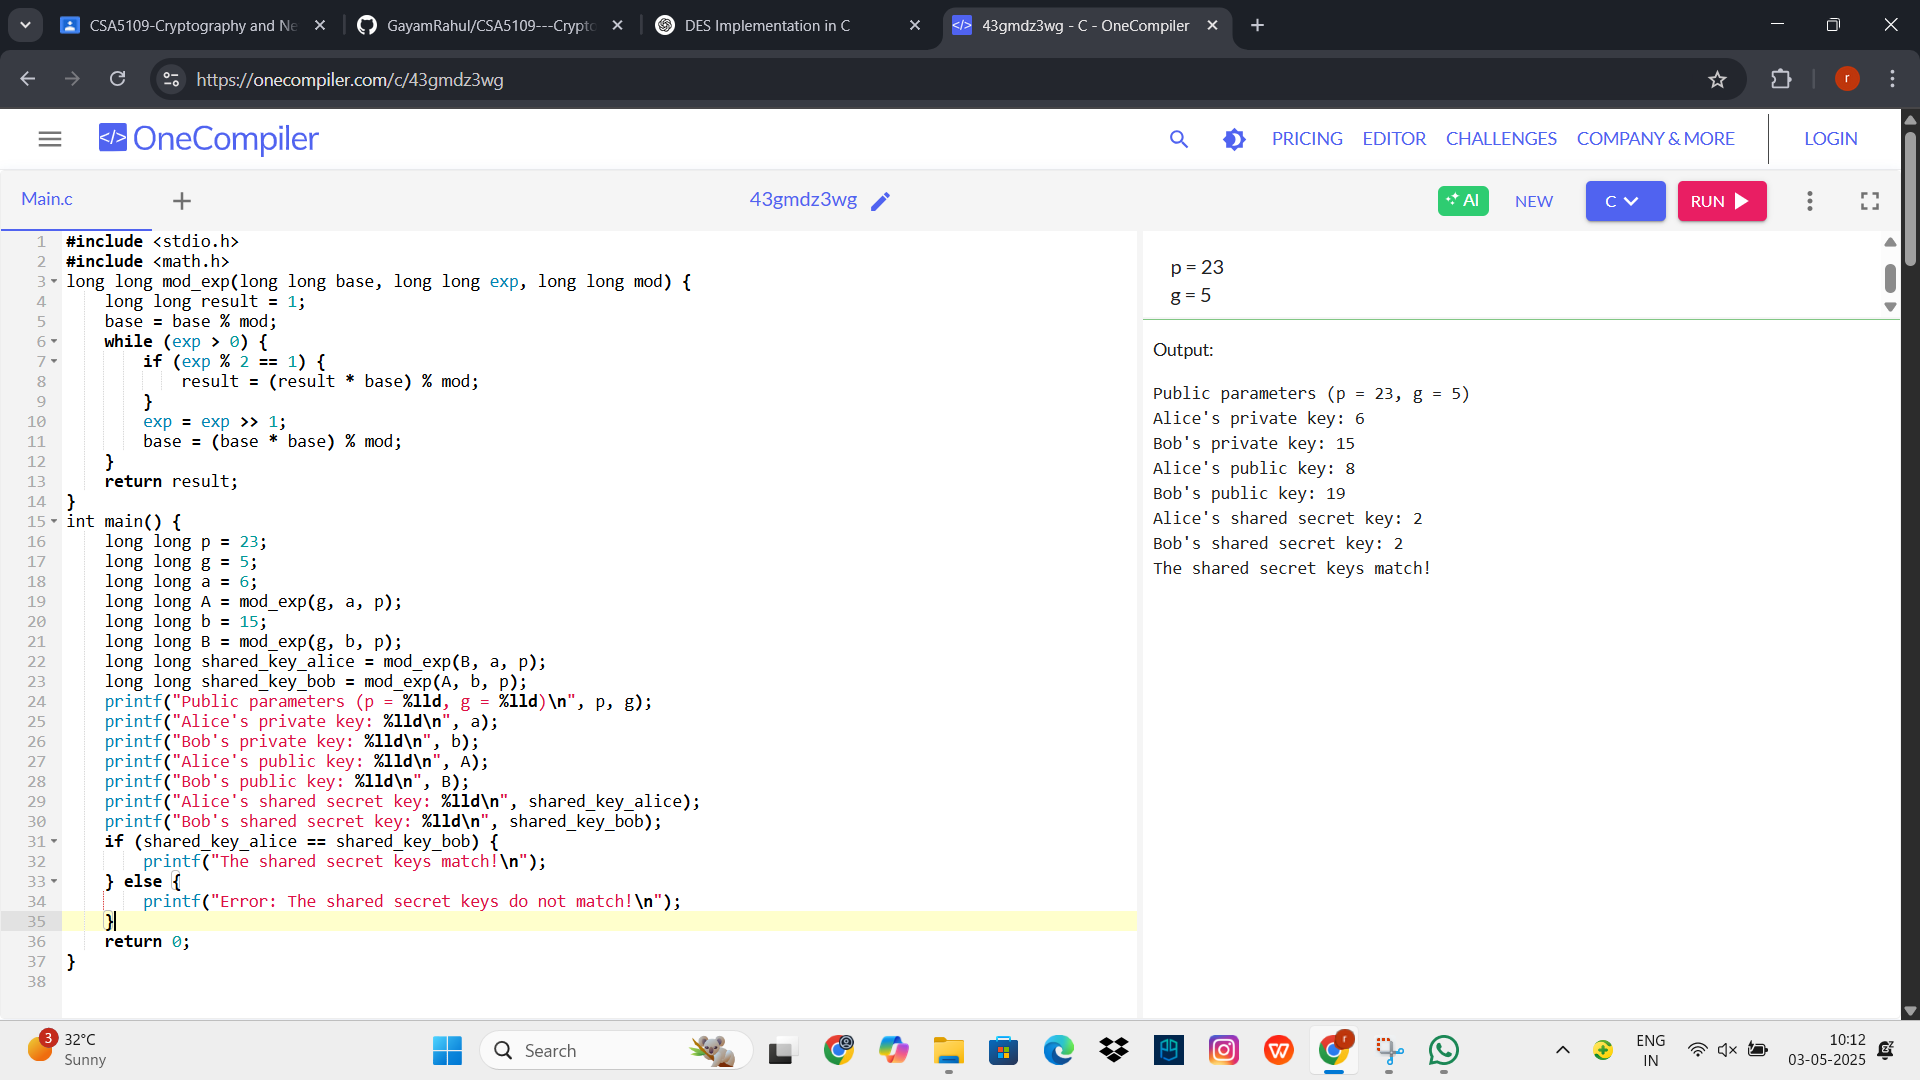 CSA5109-Cryptography and Ne
GayamRahul/CSA5109---Crypto
DES Implementation in C
43gmdz3wg - C - OneCompiler
https://onecompiler.com/c/43gmdz3wg
r
</> OneCompiler
PRICING
EDITOR
CHALLENGES
COMPANY & MORE
LOGIN
Main.c
43gmdz3wg
AI
NEW
C
RUN
1 #include <stdio.h>
2 #include <math.h>
3 long long mod_exp(long long base, long long exp, long long mod) {
4     long long result = 1;
5     base = base % mod;
6     while (exp > 0) {
7         if (exp % 2 == 1) {
8             result = (result * base) % mod;
9         }
10         exp = exp >> 1;
11         base = (base * base) % mod;
12     }
13     return result;
14 }
15 int main() {
16     long long p = 23;
17     long long g = 5;
18     long long a = 6;
19     long long A = mod_exp(g, a, p);
20     long long b = 15;
21     long long B = mod_exp(g, b, p);
22     long long shared_key_alice = mod_exp(B, a, p);
23     long long shared_key_bob = mod_exp(A, b, p);
24     printf("Public parameters (p = %lld, g = %lld)\n", p, g);
25     printf("Alice's private key: %lld\n", a);
26     printf("Bob's private key: %lld\n", b);
27     printf("Alice's public key: %lld\n", A);
28     printf("Bob's public key: %lld\n", B);
29     printf("Alice's shared secret key: %lld\n", shared_key_alice);
30     printf("Bob's shared secret key: %lld\n", shared_key_bob);
31     if (shared_key_alice == shared_key_bob) {
32         printf("The shared secret keys match!\n");
33     } else {
34         printf("Error: The shared secret keys do not match!\n");
35     }
36     return 0;
37 }
38
p = 23
g = 5
Output:
Public parameters (p = 23, g = 5)
Alice's private key: 6
Bob's private key: 15
Alice's public key: 8
Bob's public key: 19
Alice's shared secret key: 2
Bob's shared secret key: 2
The shared secret keys match!
3
32°C
Sunny
Search
ENG
IN
10:12
03-05-2025